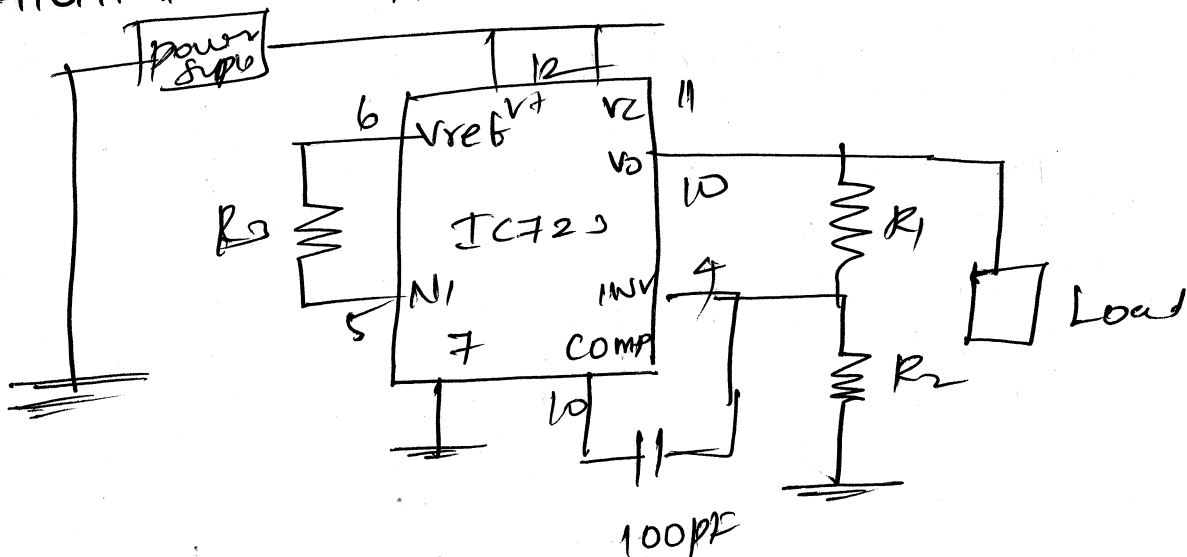 power
supply
12
6
Vref
V+
VC
11
VO
10
R3
IC723
R1
4
INV
NI
5
7
COMP
Load
R2
10
100PF